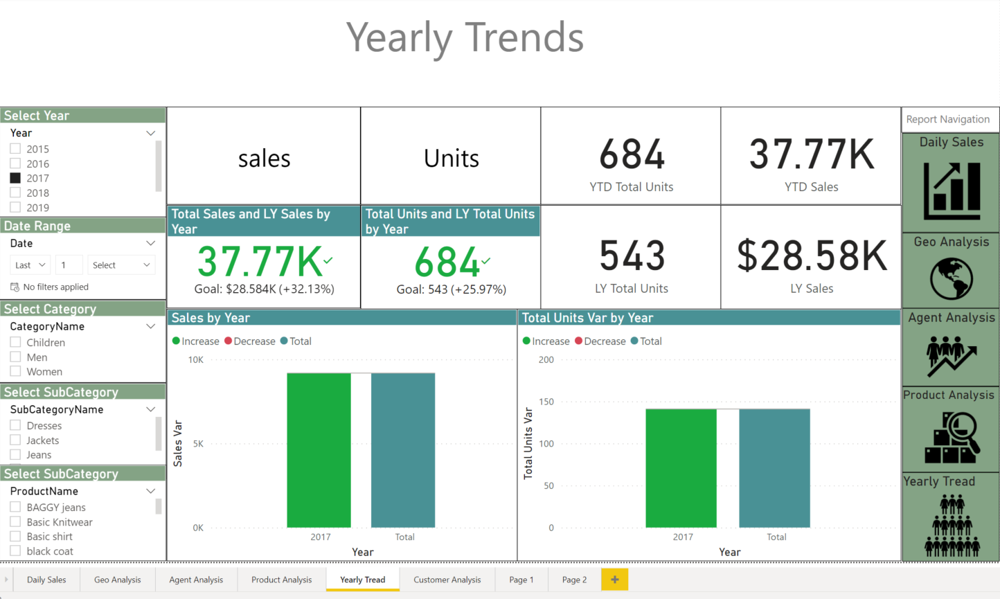 Yearly Trends
Select Year
Year
2015
2016
2017
2018
2019
Date Range
Date
Last
1
Select
No filters applied
Select Category
CategoryName
Children
Men
Women
Select SubCategory
SubCategoryName
Dresses
Jackets
Jeans
Select SubCategory
ProductName
BAGGY jeans
Basic Knitwear
Basic shirt
black coat
sales
Units
684
YTD Total Units
37.77K
YTD Sales
Total Sales and LY Sales by
Year
37.77K
Goal: $28.584K (+32.13%)
Total Units and LY Total Units
by Year
684
Goal: 543 (+25.97%)
543
LY Total Units
$28.58K
LY Sales
Sales by Year
Increase Decrease Total
10K
5K
0K
Sales Var
2017 Total
Year
Total Units Var by Year
Increase Decrease Total
200
150
100
50
0
Total Units Var
2017 Total
Year
Report Navigation
Daily Sales
Geo Analysis
Agent Analysis
Product Analysis
Yearly Tread
Daily Sales Geo Analysis Agent Analysis Product Analysis Yearly Tread Customer Analysis Page 1 Page 2 +